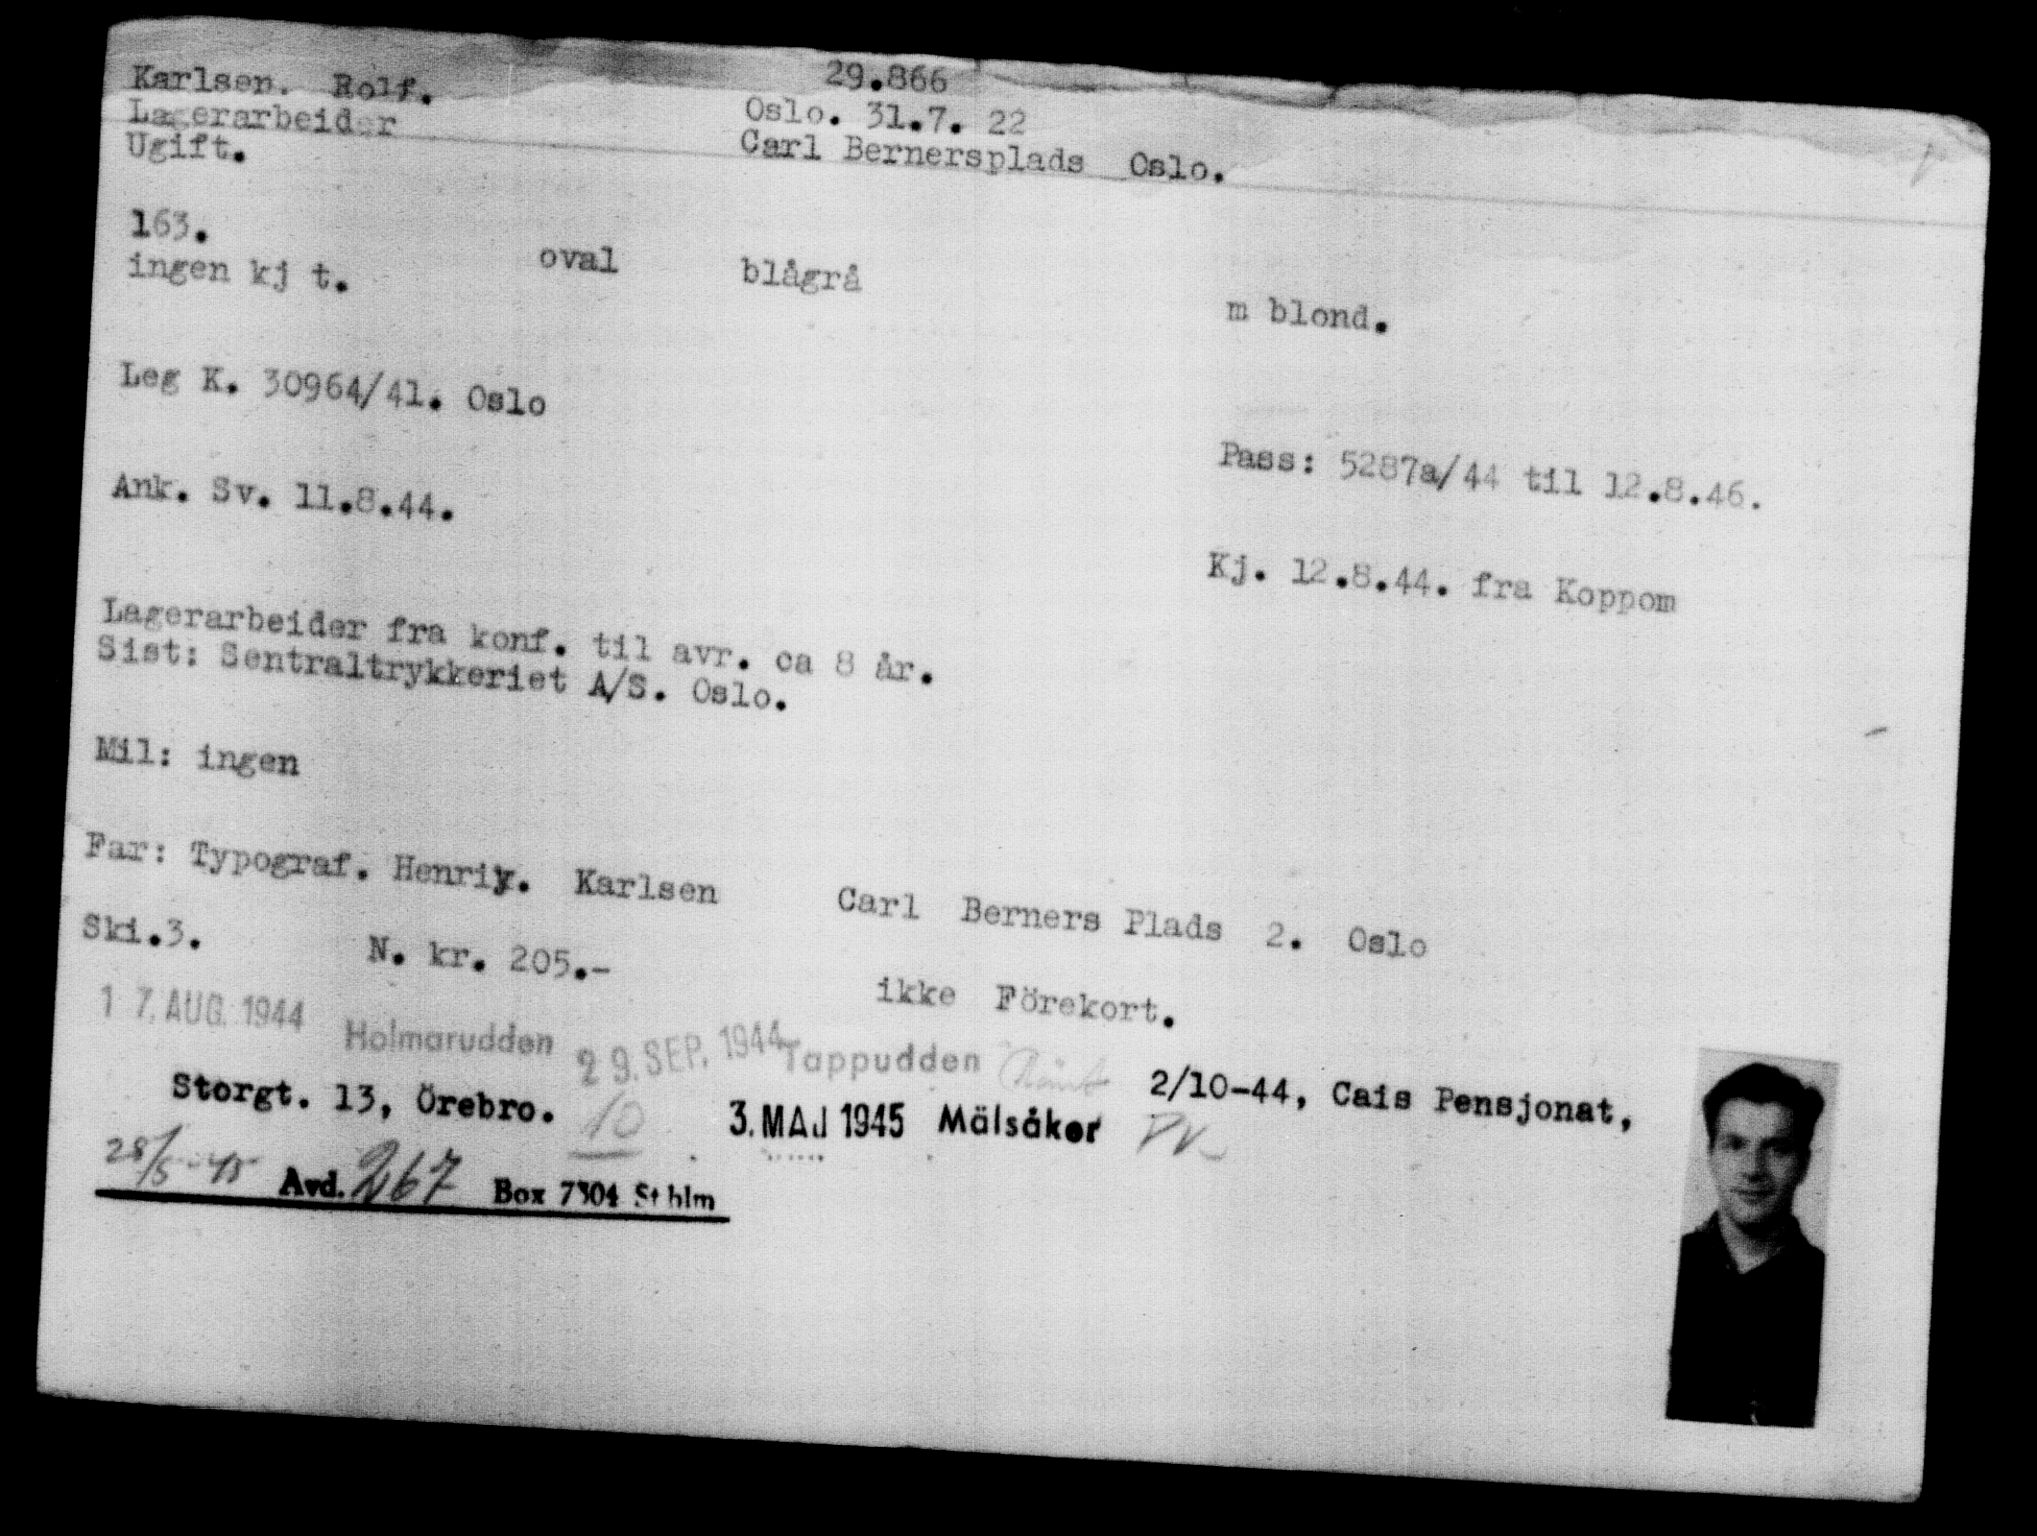 29.866
Karlsen. Rolf. Oslo. 31.7. 22
Lagerarbeider Carl Bernersplads Oslo.
Ugift.
163. oval blågrå m blond.
ingen kj t.
Leg K. 30964/41. Oslo Pass: 5287a/44 til 12.8.46.
Ank. Sv. 11.8.44. Kj. 12.8.44. fra Koppom
Lagerarbeider fra konf. til avr. ca 8 år.
Sist: Sentraltrykkeriet A/S. Oslo.
Mil: ingen
Far: Typograf. Henry. Karlsen Carl Berners Plads 2. Oslo
Ski.3. N. kr. 205.- ikke Förekort.
17. AUG. 1944 Holmarudden 29. SEP. 1944 Tappudden 2/10-44, Cais Pensjonat,
Storgt. 13, Örebro. 10 3. MAJ 1945 Mälsåker
28/5-45 Avd. 267 Box 7304 Sthlm